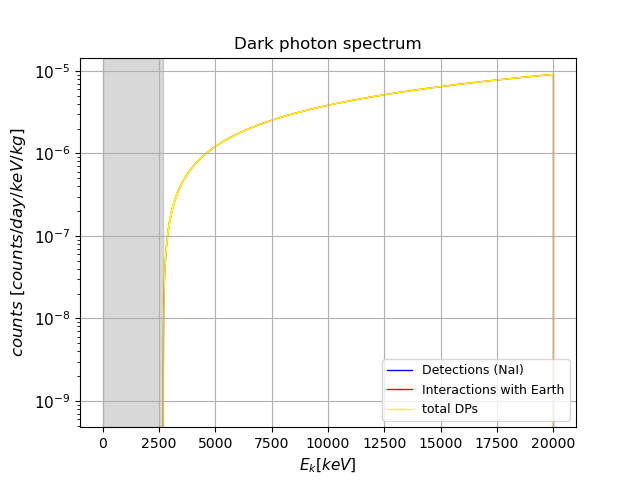 Dark photon spectrum
counts [counts/day/keV/kg]
10⁻⁵
10⁻⁶
10⁻⁷
10⁻⁸
10⁻⁹
Detections (NaI)
Interactions with Earth
total DPs
0 2500 5000 7500 10000 12500 15000 17500 20000
E_k[keV]